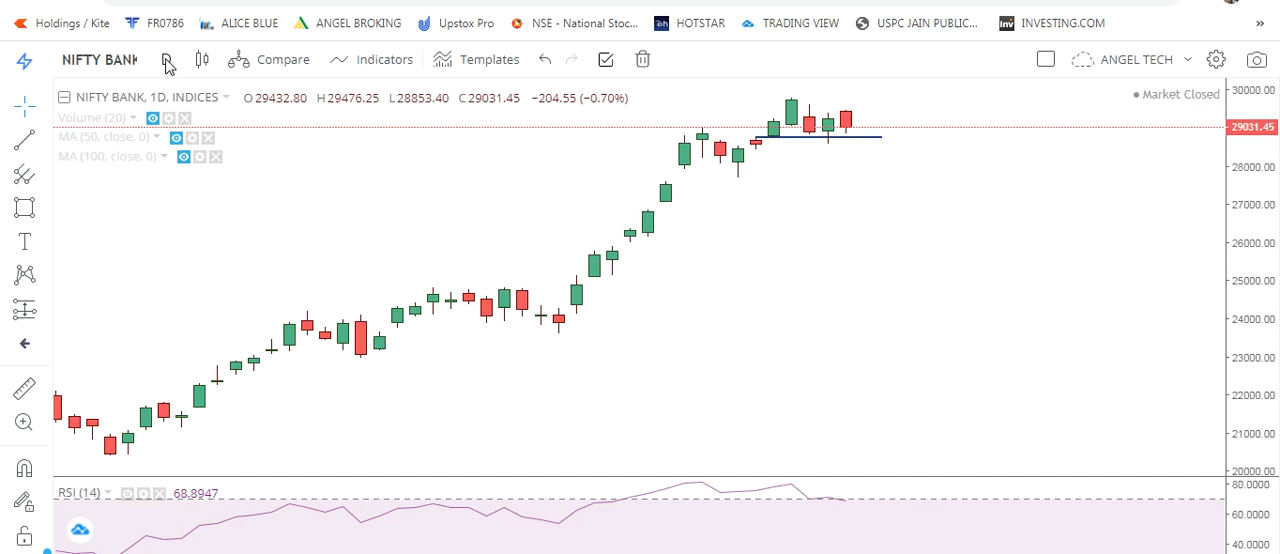 Holdings / Kite FR0786 ALICE BLUE ANGEL BROKING Upstox Pro NSE - National Stoc... HOTSTAR TRADING VIEW USPC JAIN PUBLIC... INVESTING.COM »
NIFTY BANK D Compare Indicators Templates ANGEL TECH
NIFTY BANK, 1D, INDICES O29432.80 H29476.25 L28853.40 C29031.45 −204.55 (−0.70%) Market Closed
Volume (20)
MA (50, close, 0)
MA (100, close, 0)
30000.00
29031.45
28000.00
27000.00
26000.00
25000.00
24000.00
23000.00
22000.00
21000.00
20000.00
RSI (14) 68.8947
80.0000
60.0000
40.0000